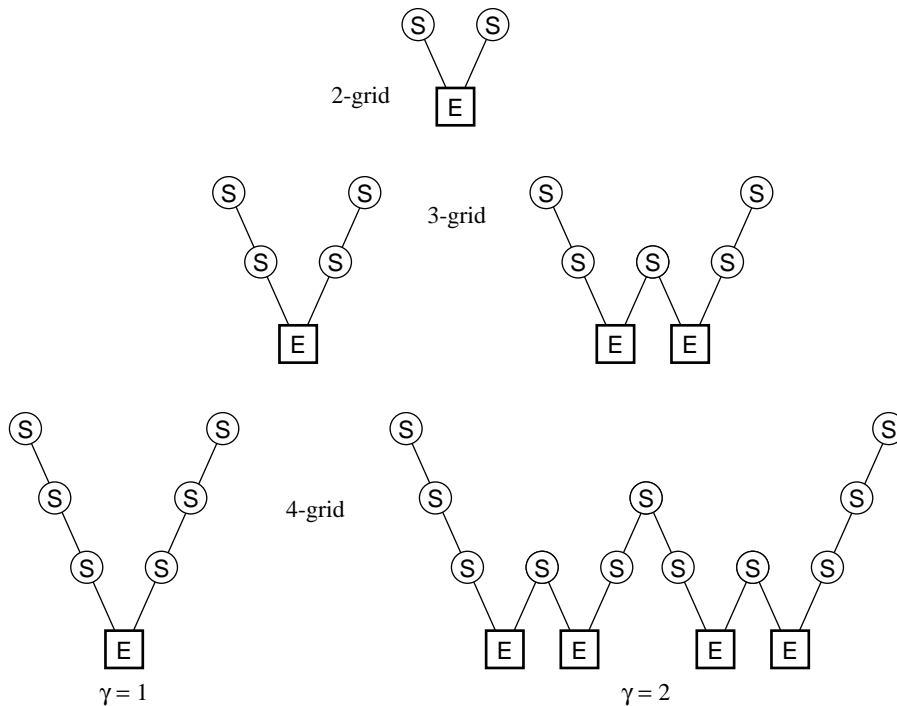 S S
2-grid E
S S 3-grid S S
S S S S S
E E E
S S S S
S S 4-grid S S S
S S S S S S S S
E E E E E
γ = 1 γ = 2